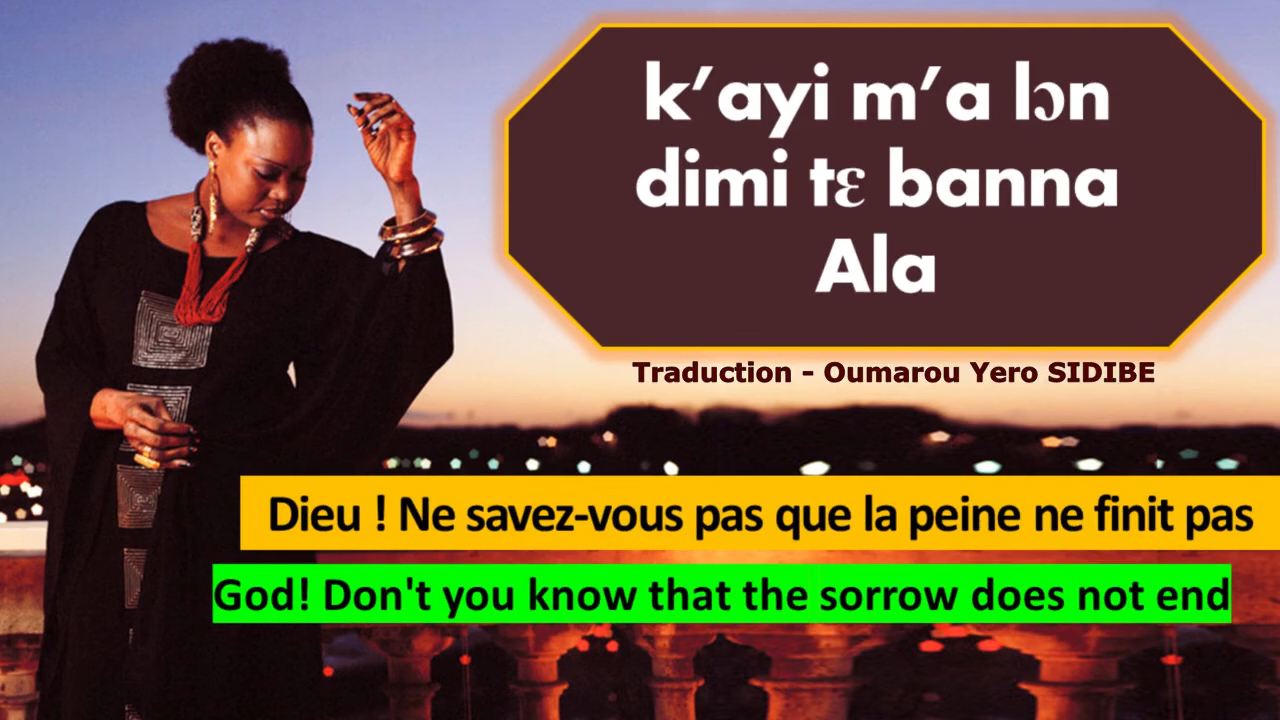 k’ayi m’a lɔn
dimi tɛ banna
Ala
Traduction - Oumarou Yero SIDIBE
Dieu ! Ne savez-vous pas que la peine ne finit pas
God! Don't you know that the sorrow does not end